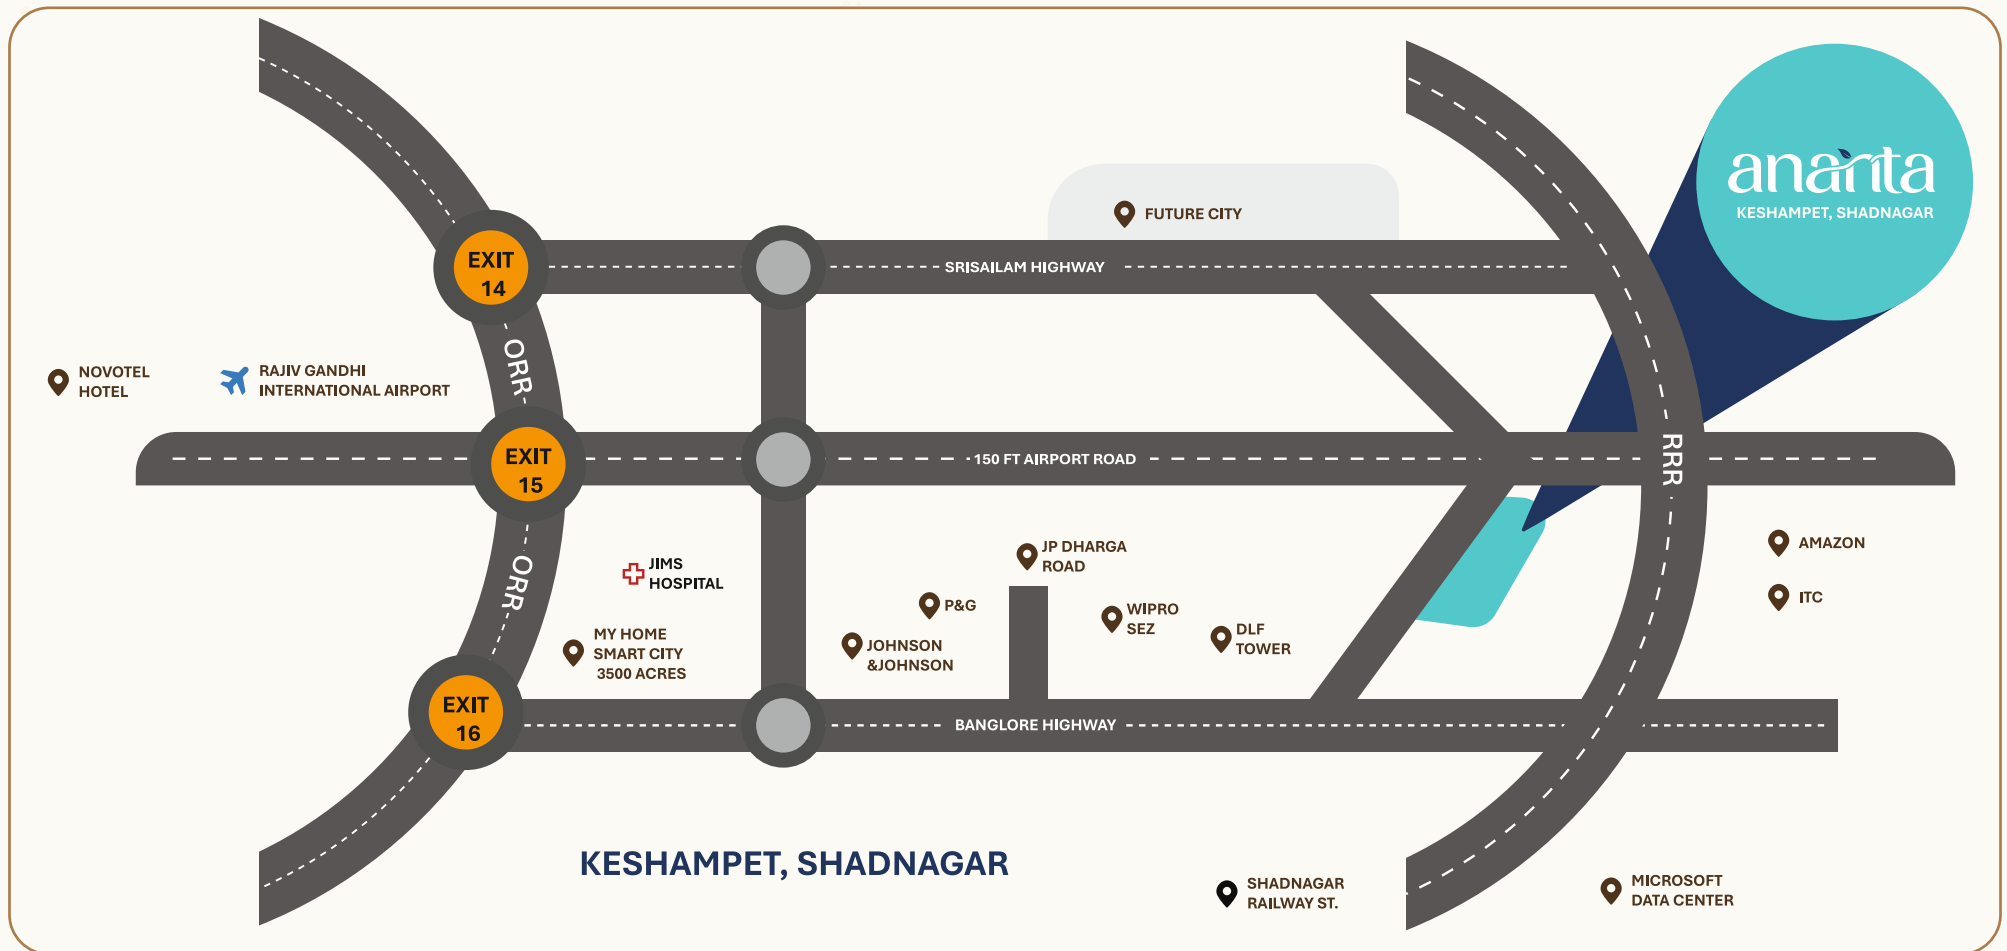 ananta
KESHAMPET, SHADNAGAR
FUTURE CITY
EXIT
14
SRISAILAM HIGHWAY
ORR
NOVOTEL
HOTEL
RAJIV GANDHI
INTERNATIONAL AIRPORT
EXIT
15
150 FT AIRPORT ROAD
RRR
ORR
JIMS
HOSPITAL
JP DHARGA
ROAD
AMAZON
ITC
P&G
WIPRO
SEZ
MY HOME
SMART CITY
3500 ACRES
JOHNSON
&JOHNSON
DLF
TOWER
EXIT
16
BANGLORE HIGHWAY
KESHAMPET, SHADNAGAR
SHADNAGAR
RAILWAY ST.
MICROSOFT
DATA CENTER